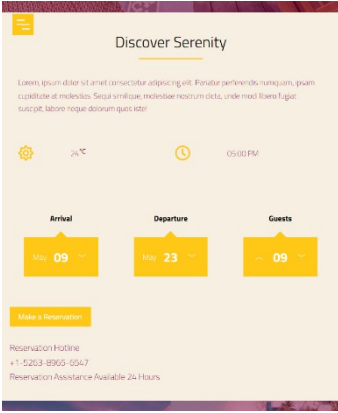 Discover Serenity
Lorem, ipsum dolor sit amet consectetur adipisicing elit. Pariatur perferendis numquam, ipsam
cupiditate at molestias. Sequi similique, molestiae nostrum dicta, unde modi libero fugiat
suscipit, labore neque dolorum quos iste!
24 °C
05:00 PM
Arrival Departure Guests
May 09 May 23 09
Make a Reservation
Reservation Hotline
+1-5263-8965-6547
Reservation Assistance Available 24 Hours